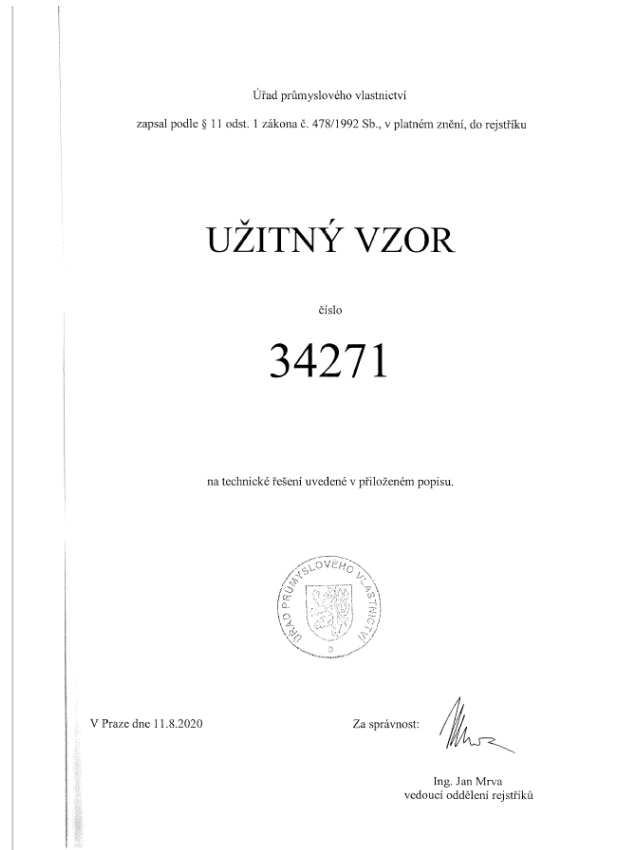 Úřad průmyslového vlastnictví
zapsal podle § 11 odst. 1 zákona č. 478/1992 Sb., v platném znění, do rejstříku
UŽITNÝ VZOR
číslo
34271
na technické řešení uvedené v přiloženém popisu.
ÚŘAD PRŮMYSLOVÉHO VLASTNICTVÍ
V Praze dne 11.8.2020
Za správnost:
Mrva
Ing. Jan Mrva
vedoucí oddělení rejstříků